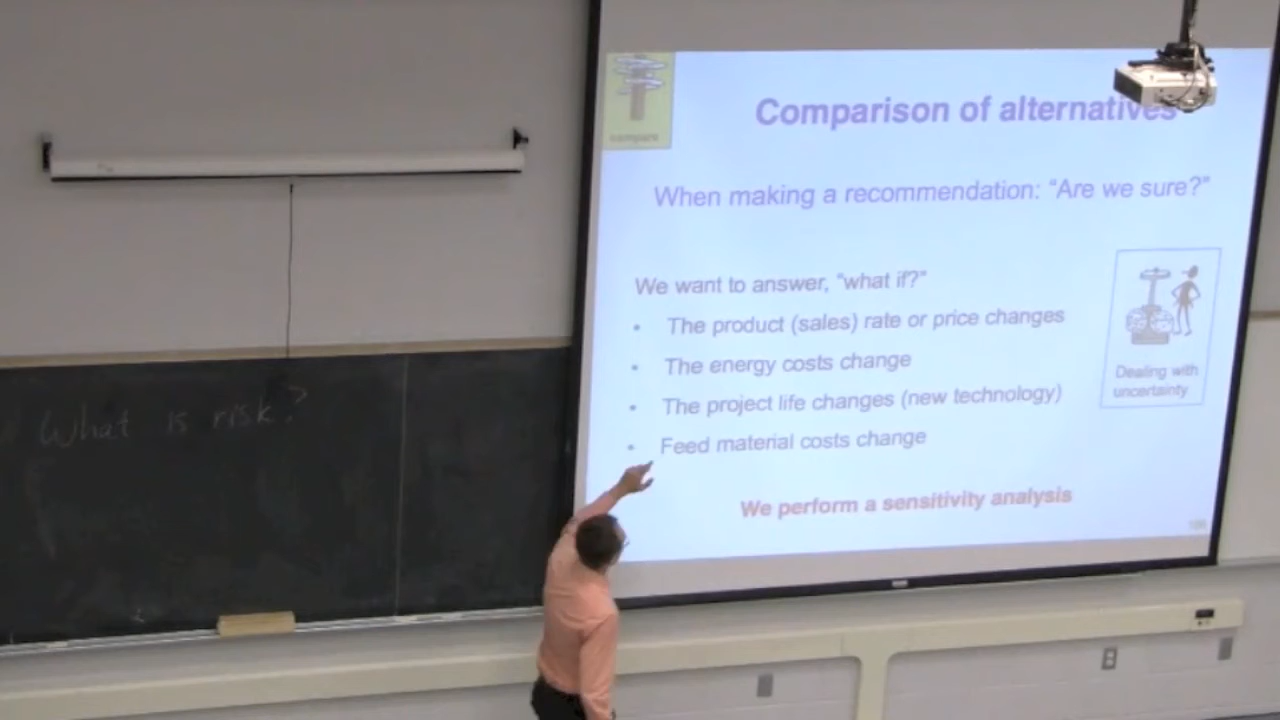 compare
Comparison of alternatives
When making a recommendation: “Are we sure?”
We want to answer, “what if?”
• The product (sales) rate or price changes
• The energy costs change
• The project life changes (new technology)
• Feed material costs change
We perform a sensitivity analysis
Dealing with
uncertainty
What is risk?